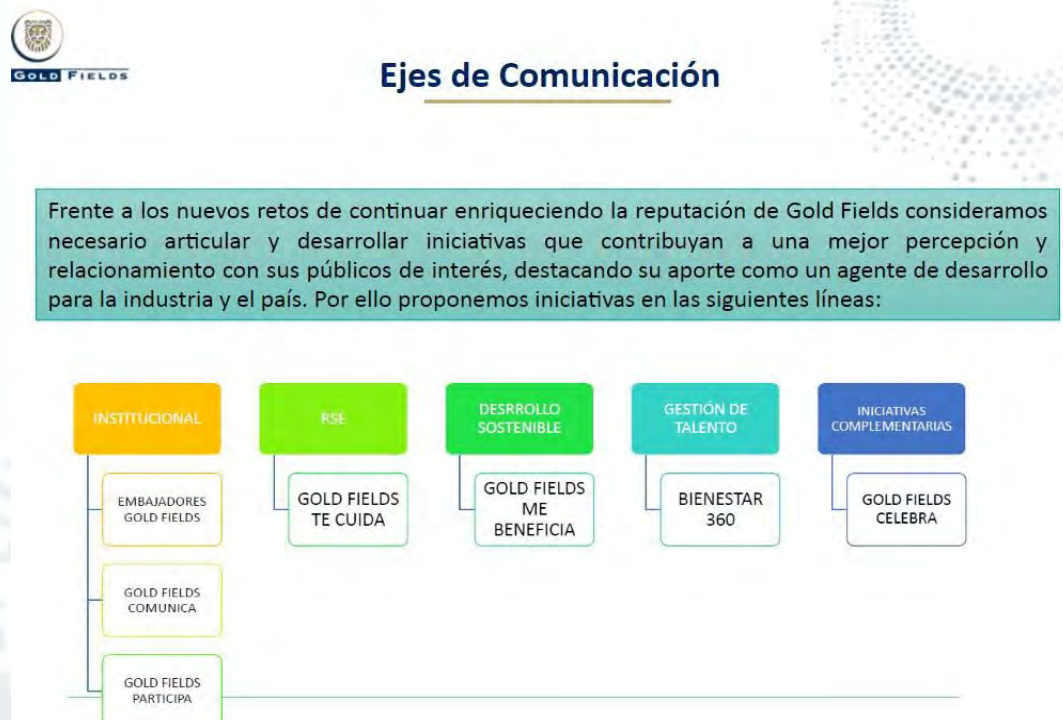 GOLD FIELDS
Ejes de Comunicación
Frente a los nuevos retos de continuar enriqueciendo la reputación de Gold Fields consideramos
necesario articular y desarrollar iniciativas que contribuyan a una mejor percepción y
relacionamiento con sus públicos de interés, destacando su aporte como un agente de desarrollo
para la industria y el país. Por ello proponemos iniciativas en las siguientes líneas:
INSTITUCIONAL
EMBAJADORES
GOLD FIELDS
GOLD FIELDS
COMUNICA
GOLD FIELDS
PARTICIPA
RSE
GOLD FIELDS
TE CUIDA
DESRROLLO
SOSTENIBLE
GOLD FIELDS
ME
BENEFICIA
GESTIÓN DE
TALENTO
BIENESTAR
360
INICIATIVAS
COMPLEMENTARIAS
GOLD FIELDS
CELEBRA